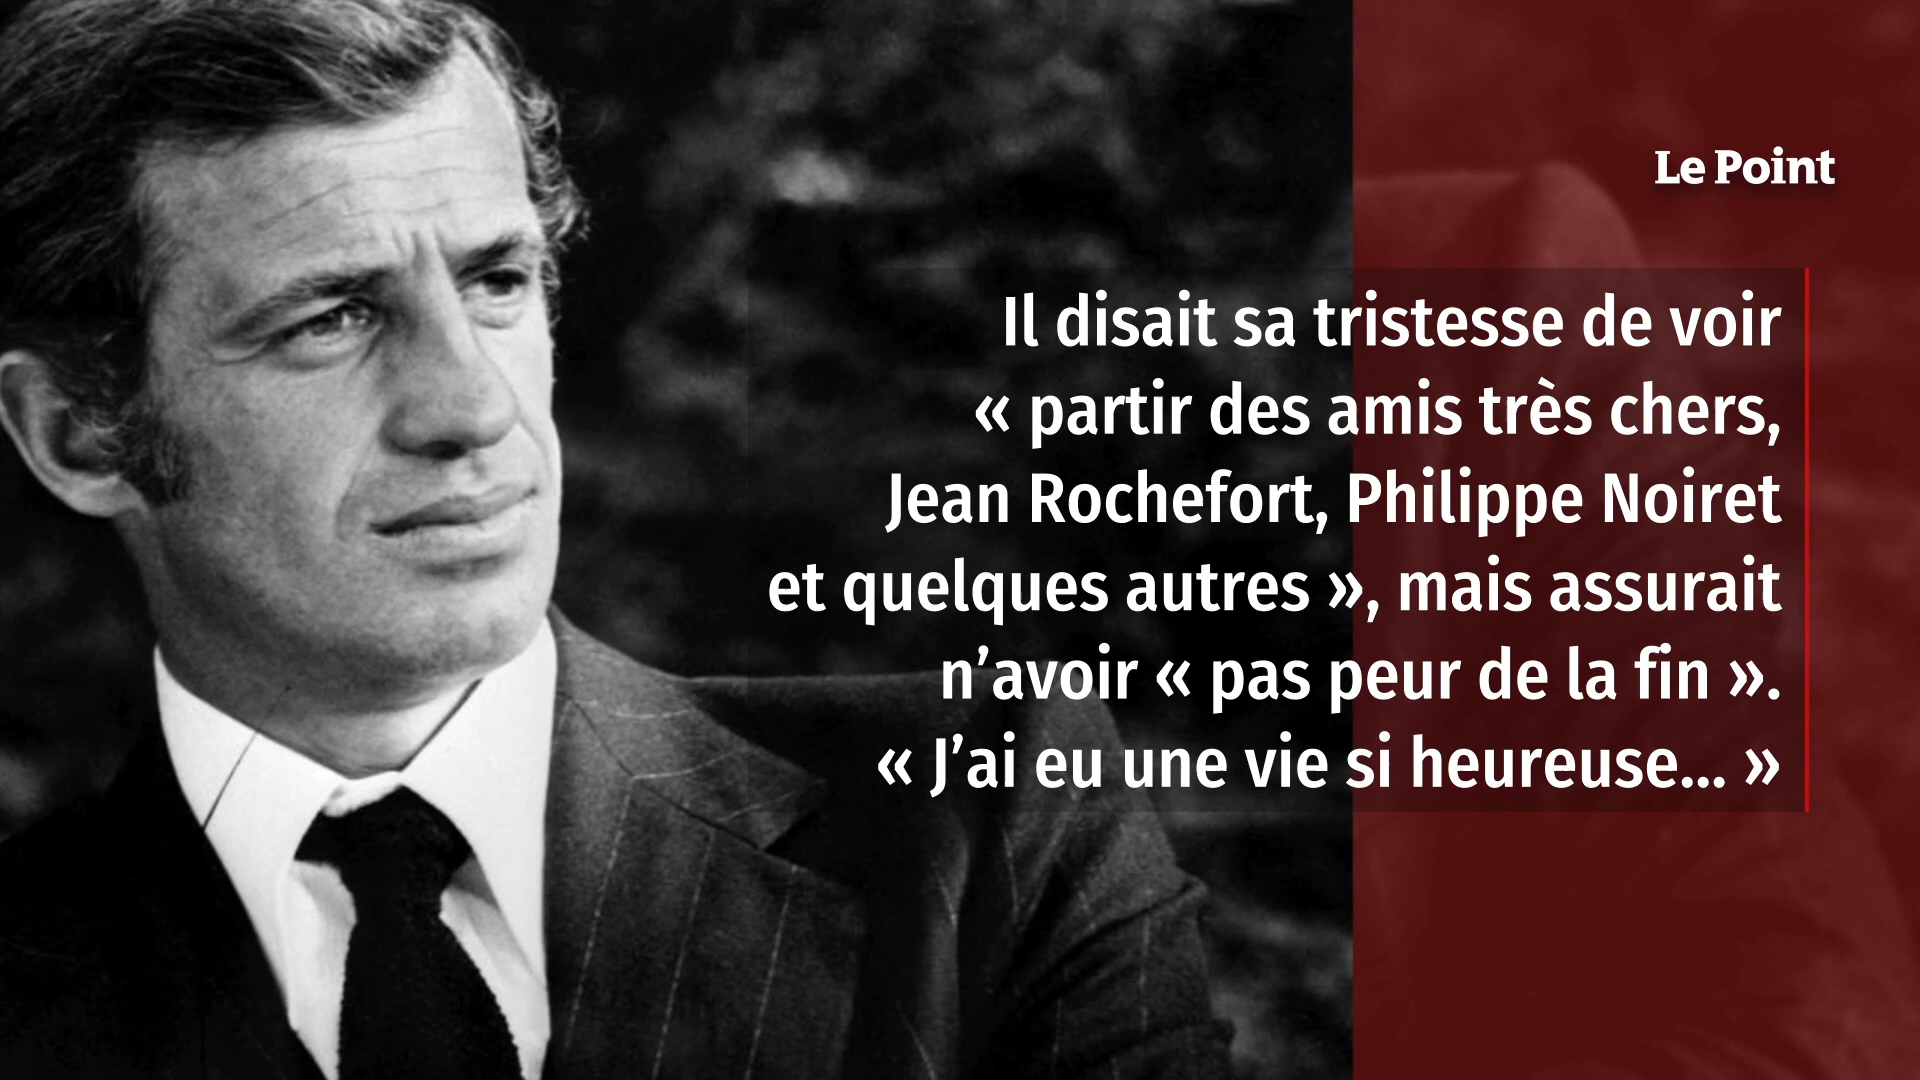 Le Point
Il disait sa tristesse de voir
« partir des amis très chers,
Jean Rochefort, Philippe Noiret
et quelques autres », mais assurait
n’avoir « pas peur de la fin ».
« J’ai eu une vie si heureuse... »